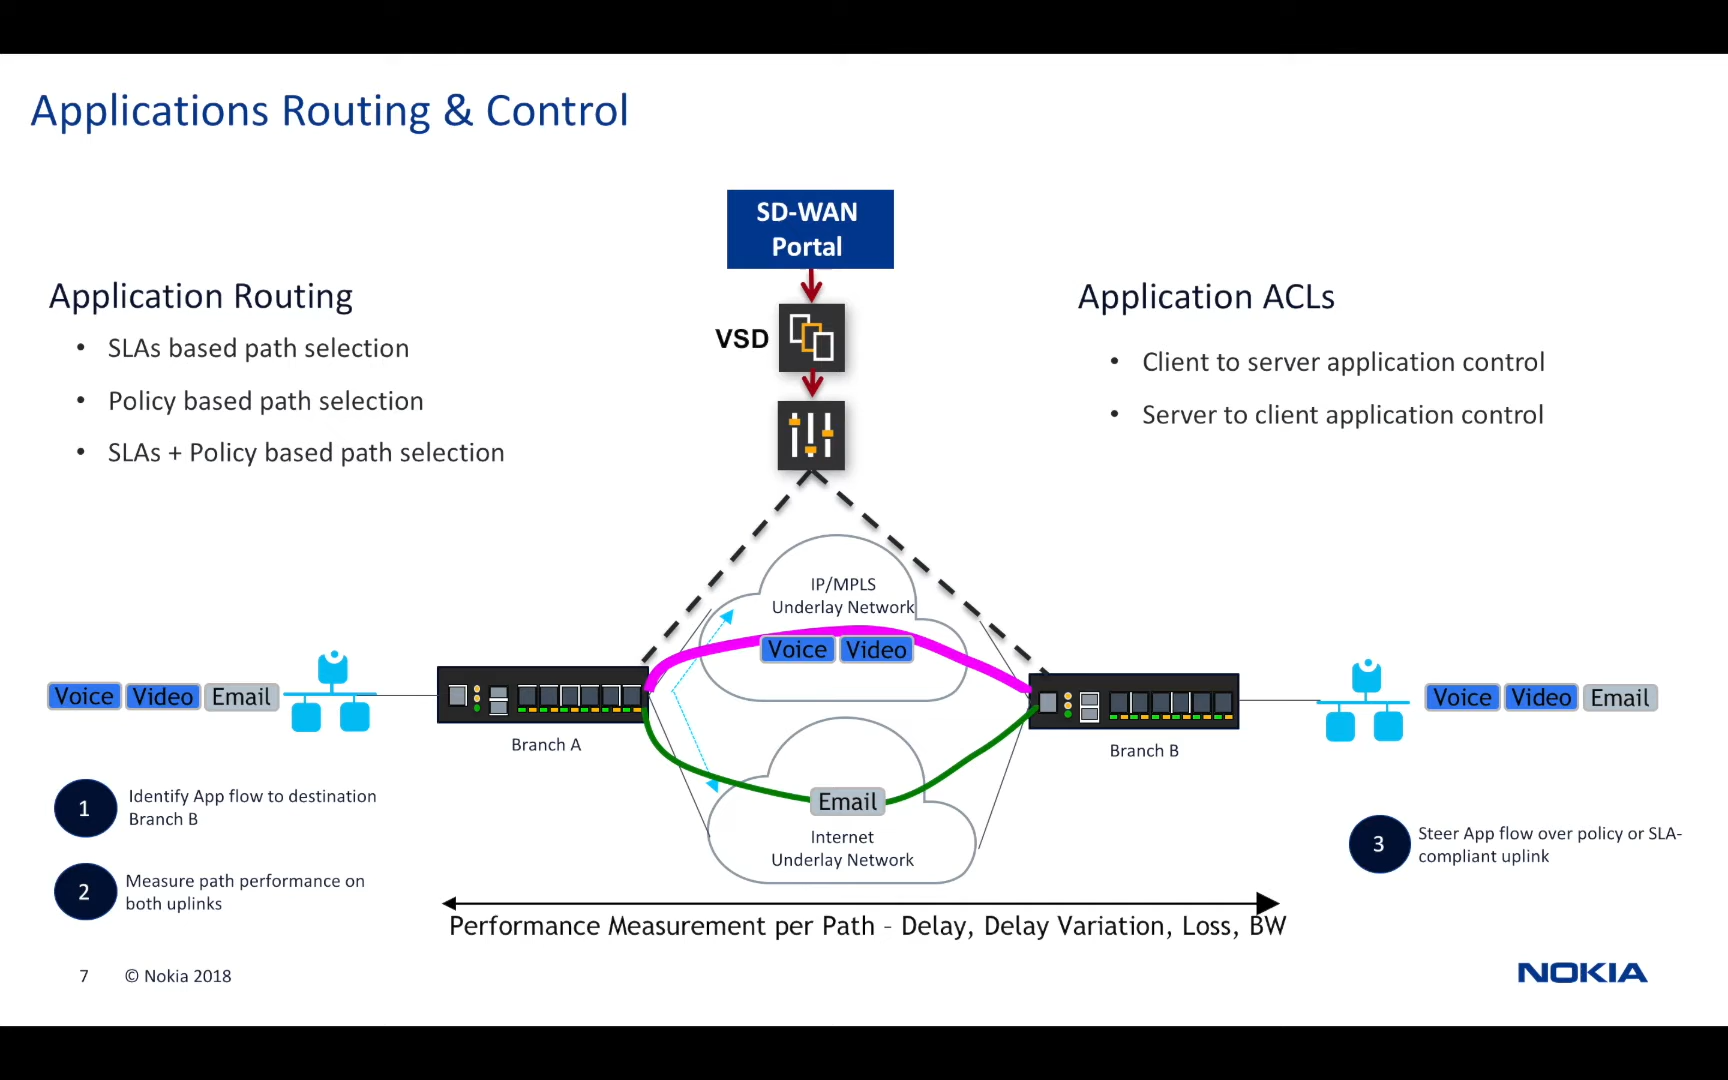 Applications Routing & Control
SD-WAN
Portal
VSD
Application Routing
• SLAs based path selection
• Policy based path selection
• SLAs + Policy based path selection
Application ACLs
• Client to server application control
• Server to client application control
IP/MPLS
Underlay Network
Voice Video
Voice Video Email
Branch A
Branch B
Voice Video Email
Email
Internet
Underlay Network
1 Identify App flow to destination
Branch B
2 Measure path performance on
both uplinks
3 Steer App flow over policy or SLA-
compliant uplink
Performance Measurement per Path - Delay, Delay Variation, Loss, BW
7 © Nokia 2018
NOKIA